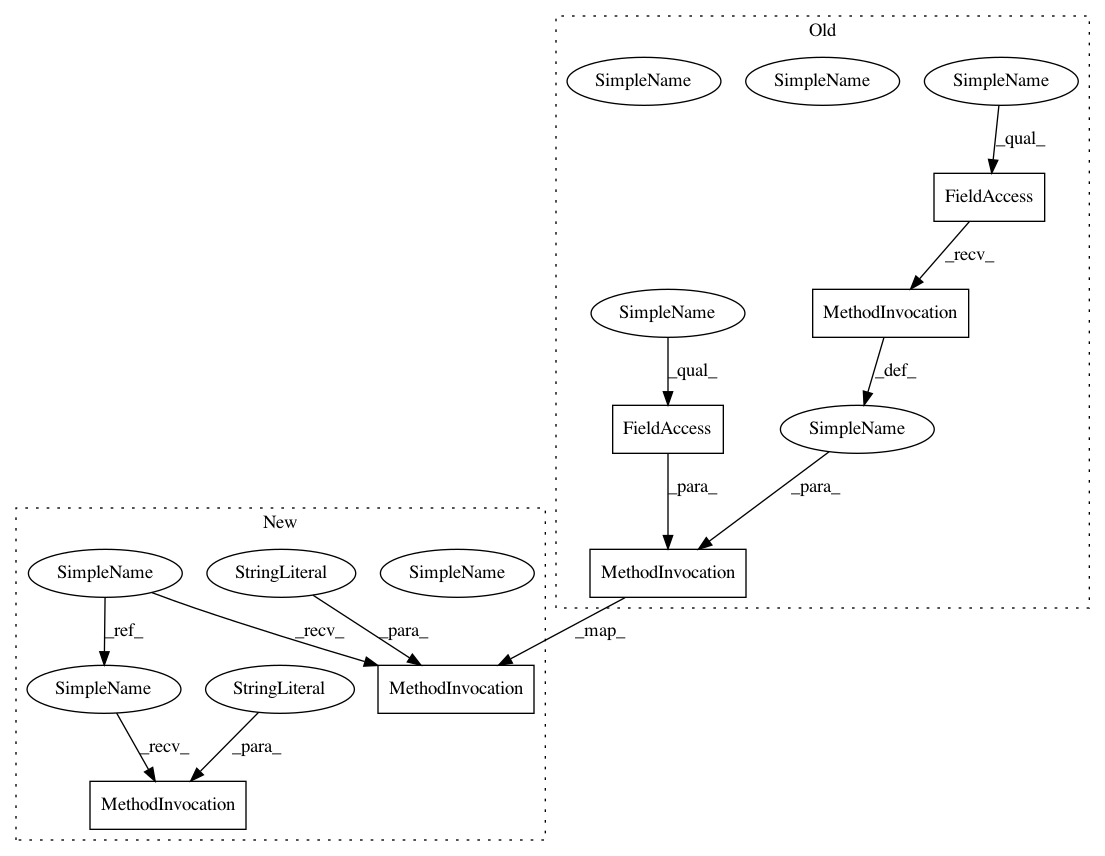 Old
SimpleName
SimpleName
SimpleName
_qual_
FieldAccess
_recv_
SimpleName
MethodInvocation
_qual_
_def_
FieldAccess
SimpleName
_para_
_para_
New
SimpleName
StringLiteral
SimpleName
MethodInvocation
_ref_
_recv_
_para_
_map_
SimpleName
StringLiteral
MethodInvocation
_recv_
_para_
MethodInvocation